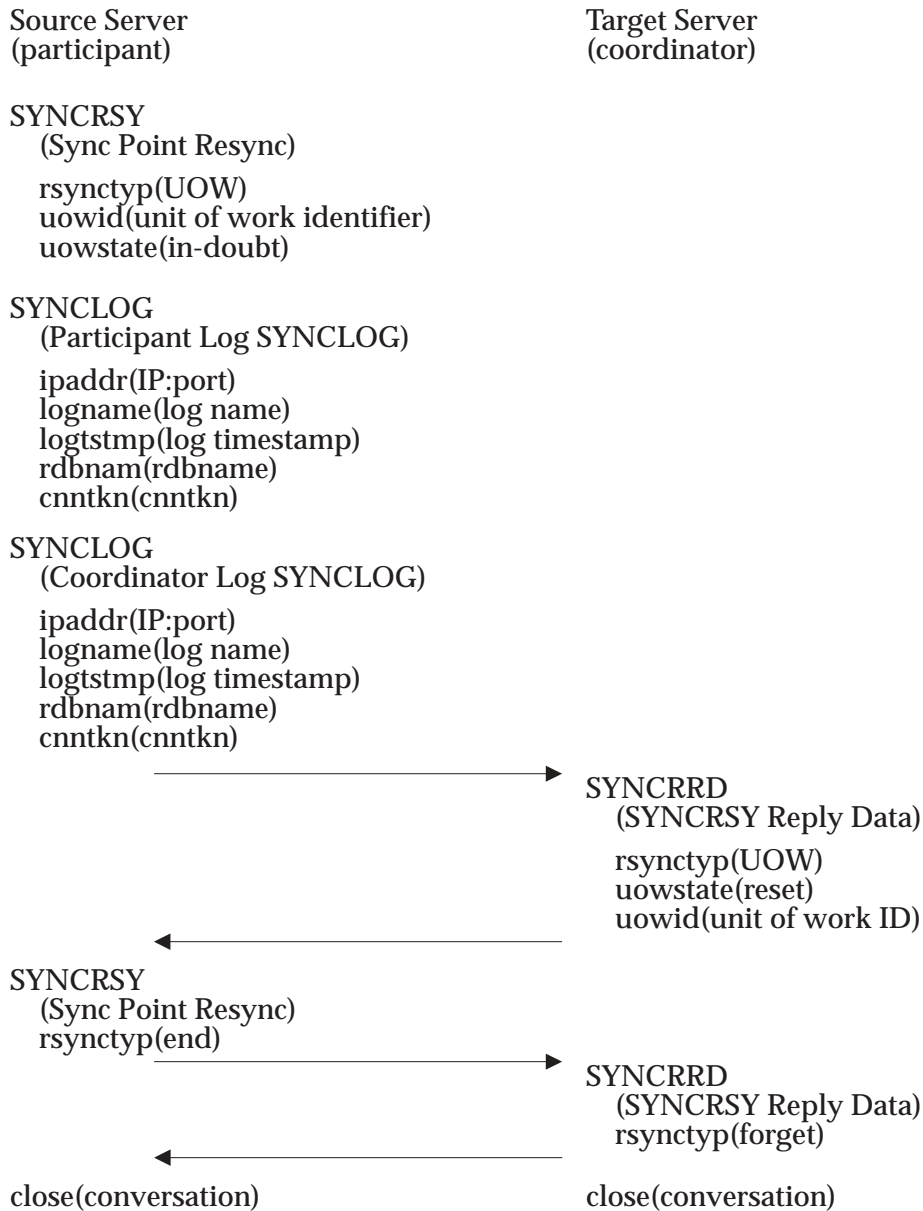 Source Server
(participant)
Target Server
(coordinator)
SYNCRSY
(Sync Point Resync)
rsynctyp(UOW)
uowid(unit of work identifier)
uowstate(in-doubt)
SYNCLOG
(Participant Log SYNCLOG)
ipaddr(IP:port)
logname(log name)
logtstmp(log timestamp)
rdbnam(rdbname)
cnntkn(cnntkn)
SYNCLOG
(Coordinator Log SYNCLOG)
ipaddr(IP:port)
logname(log name)
logtstmp(log timestamp)
rdbnam(rdbname)
cnntkn(cnntkn)
SYNCRRD
(SYNCRSY Reply Data)
rsynctyp(UOW)
uowstate(reset)
uowid(unit of work ID)
SYNCRSY
(Sync Point Resync)
rsynctyp(end)
SYNCRRD
(SYNCRSY Reply Data)
rsynctyp(forget)
close(conversation)
close(conversation)